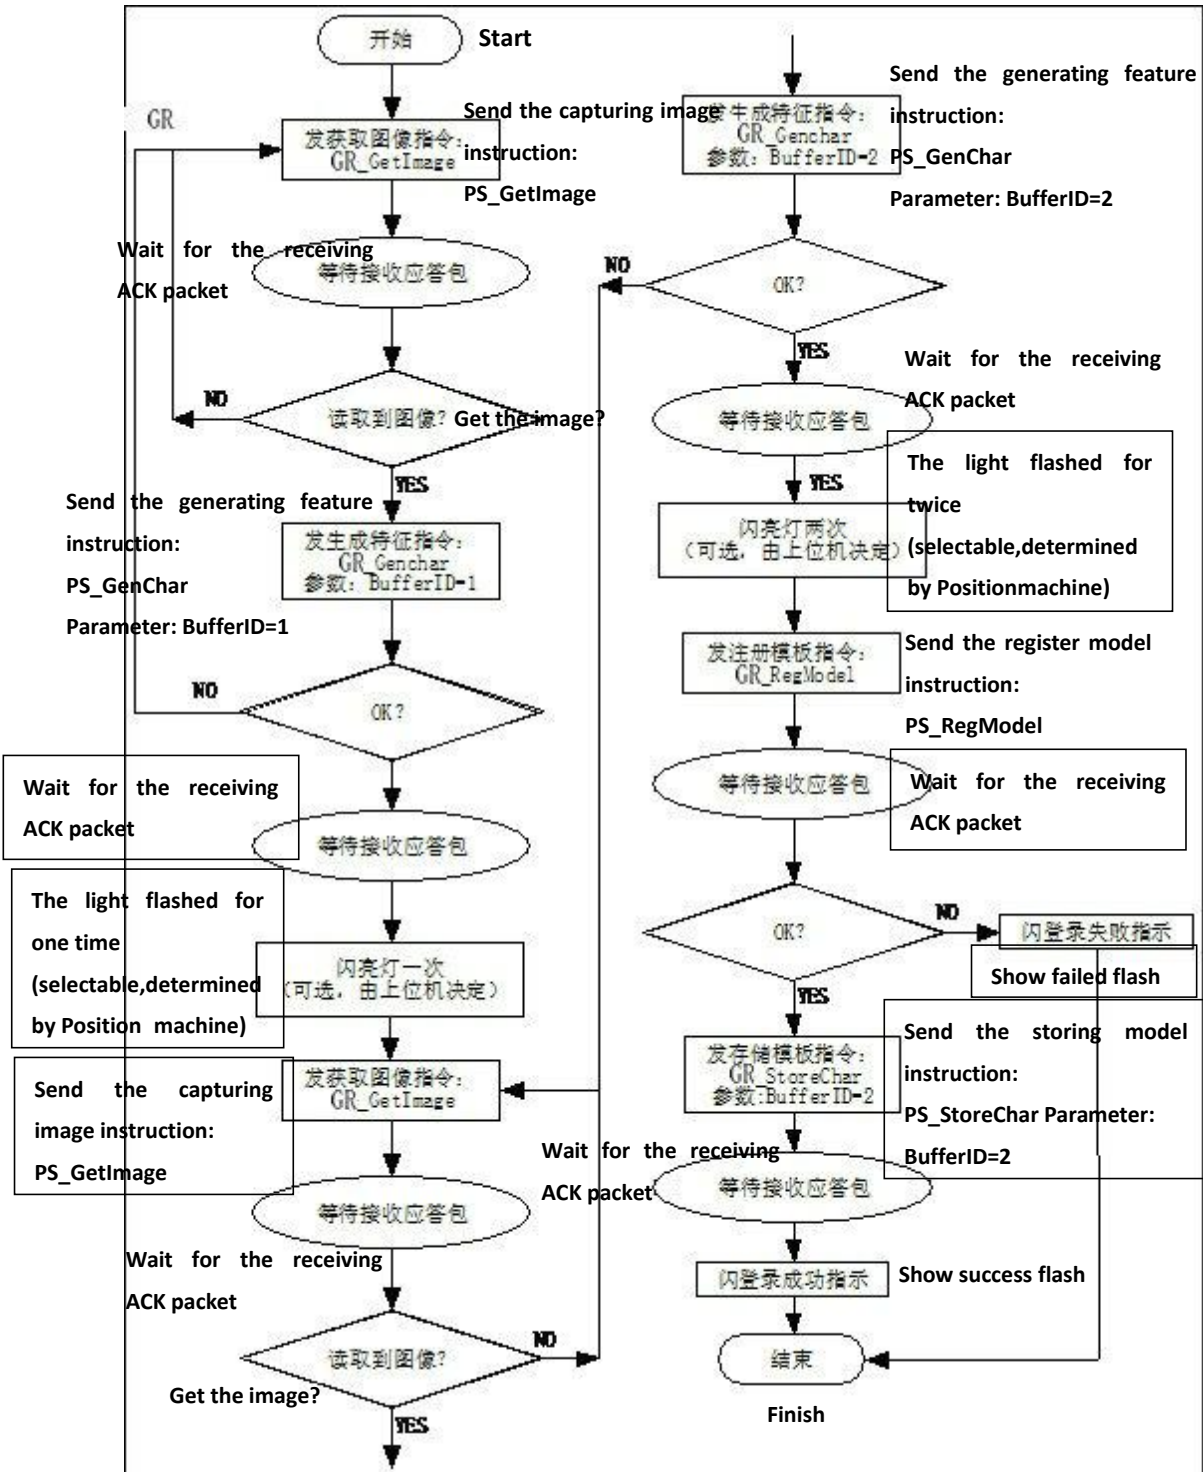 开始
Start
GR
发获取图像指令：
GR_GetImage
Send the capturing image
instruction:
PS_GetImage
Wait for the receiving
ACK packet
等待接收应答包
NO
读取到图像？
Get the image?
YES
Send the generating feature
instruction:
PS_GenChar
Parameter: BufferID=1
发生成特征指令：
GR_Genchar
参数：BufferID=1
NO
OK?
Wait for the receiving
ACK packet
等待接收应答包
The light flashed for
one time
(selectable,determined
by Position machine)
闪亮灯一次
（可选，由上位机决定）
Send the capturing
image instruction:
PS_GetImage
发获取图像指令：
GR_GetImage
等待接收应答包
Wait for the receiving
ACK packet
读取到图像？
NO
Get the image?
YES
Send the generating feature
instruction:
PS_GenChar
Parameter: BufferID=2
发生成特征指令：
GR_Genchar
参数：BufferID=2
NO
OK?
YES
Wait for the receiving
ACK packet
等待接收应答包
YES
The light flashed for
twice
(selectable,determined
by Positionmachine)
闪亮灯两次
（可选，由上位机决定）
发注册模板指令：
GR_RegModel
Send the register model
instruction:
PS_RegModel
等待接收应答包
Wait for the receiving
ACK packet
OK?
NO
闪登录失败指示
Show failed flash
YES
发存储模板指令：
GR_StoreChar
参数:BufferID=2
Send the storing model
instruction:
PS_StoreChar Parameter:
BufferID=2
Wait for the receiving
ACK packet
等待接收应答包
闪登录成功指示
Show success flash
结束
Finish